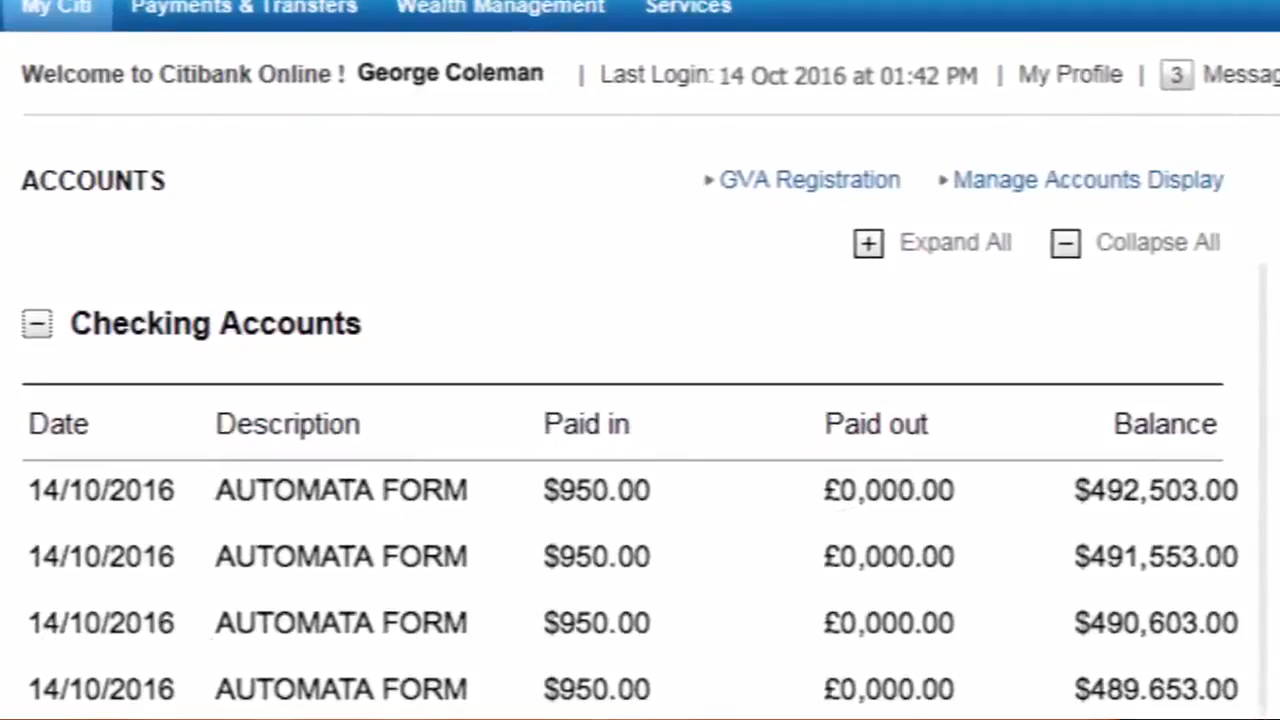 My Citi Payments & Transfers Wealth Management Services
Welcome to Citibank Online ! George Coleman | Last Login: 14 Oct 2016 at 01:42 PM | My Profile | 3 Messag
ACCOUNTS GVA Registration Manage Accounts Display
+ Expand All − Collapse All
− Checking Accounts
Date Description Paid in Paid out Balance
14/10/2016 AUTOMATA FORM $950.00 £0,000.00 $492,503.00
14/10/2016 AUTOMATA FORM $950.00 £0,000.00 $491,553.00
14/10/2016 AUTOMATA FORM $950.00 £0,000.00 $490,603.00
14/10/2016 AUTOMATA FORM $950.00 £0,000.00 $489.653.00